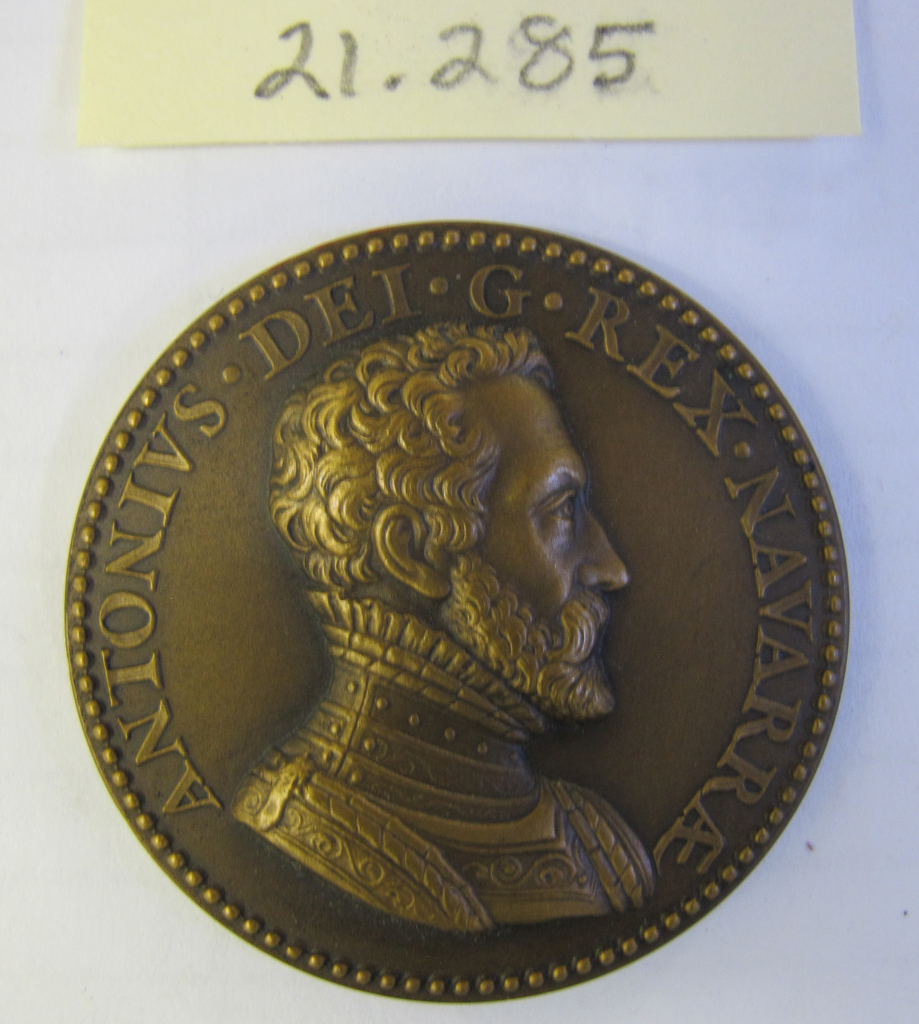 21.285
ANTONIVS · DEI · G · REX · NAVARRÆ